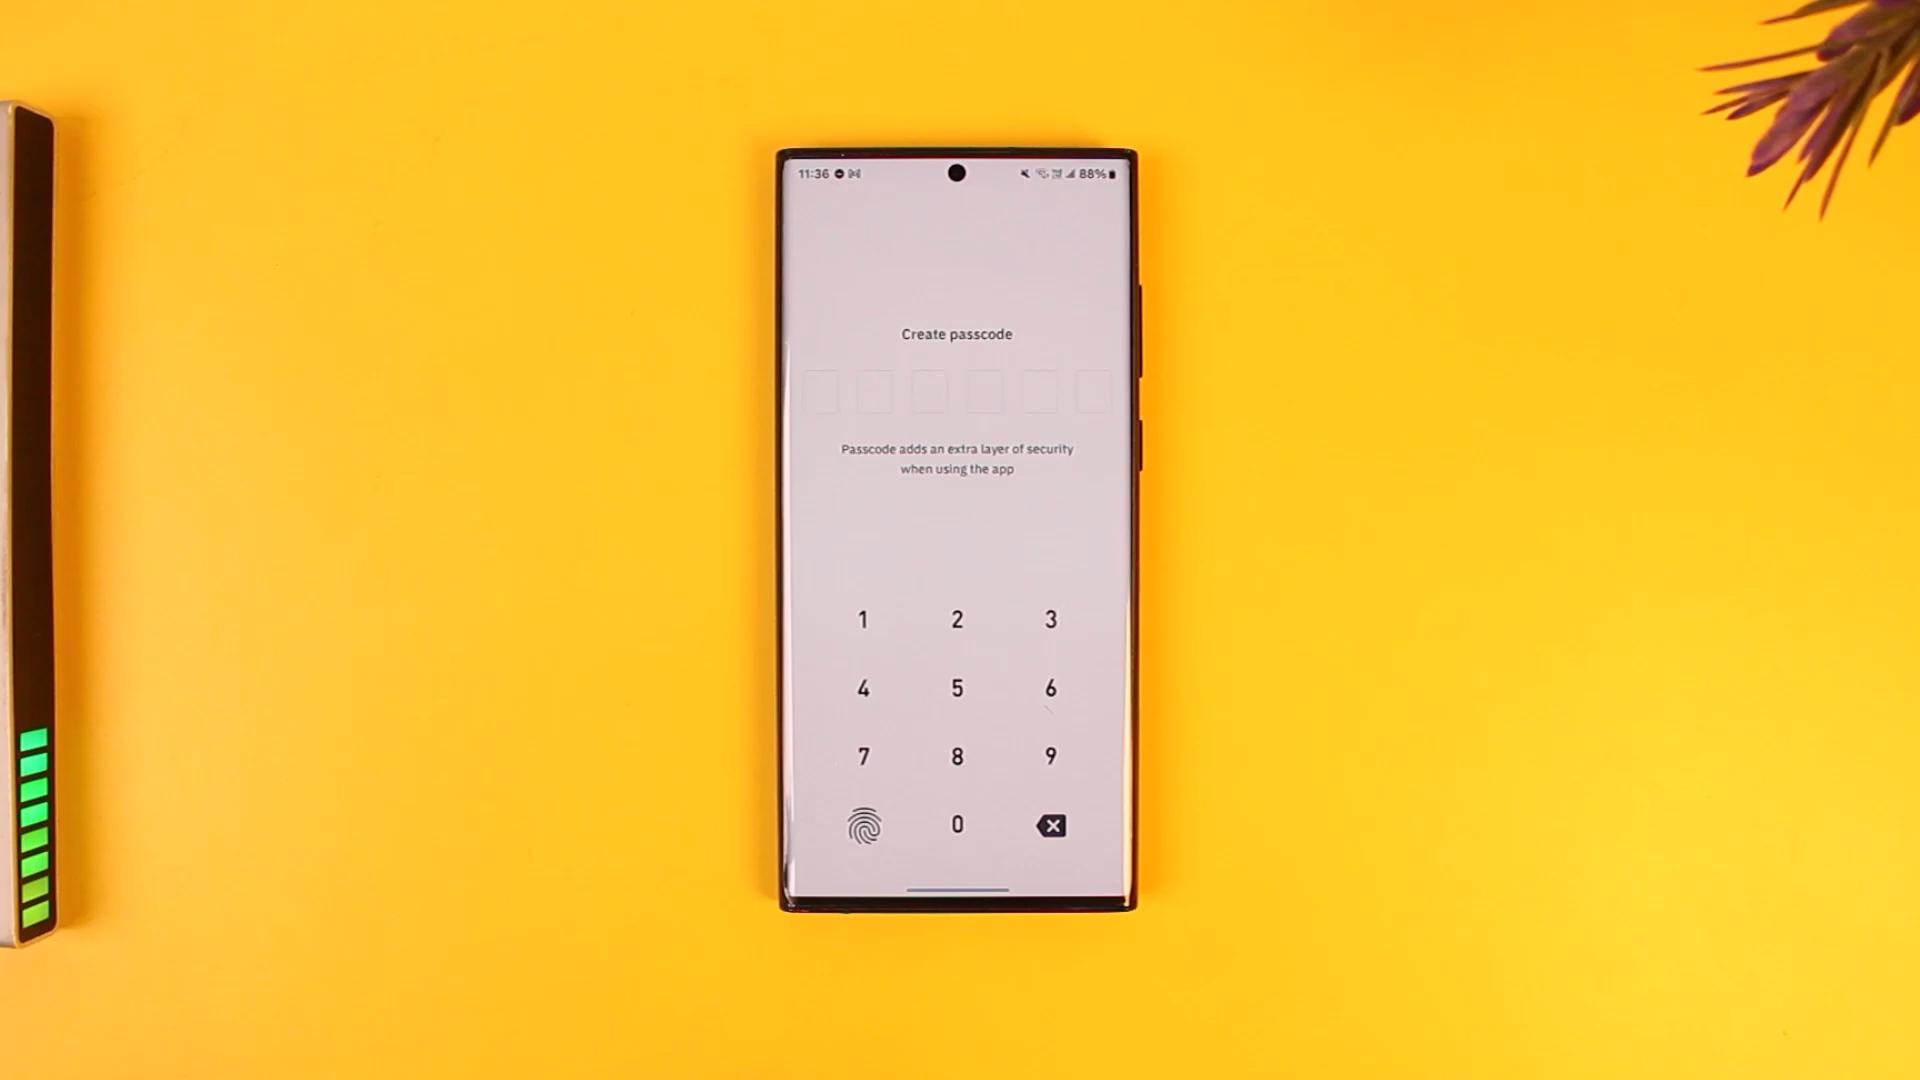 11:36 88%
Create passcode
Passcode adds an extra layer of security
when using the app
1 2 3
4 5 6
7 8 9
0